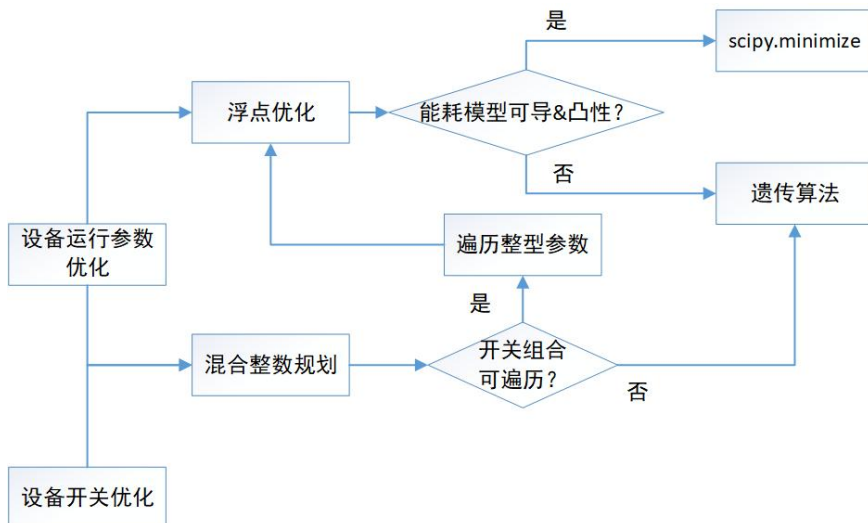 是
scipy.minimize
浮点优化
能耗模型可导&凸性？
否
遗传算法
设备运行参数
优化
遍历整型参数
是
混合整数规划
开关组合
可遍历？
否
设备开关优化